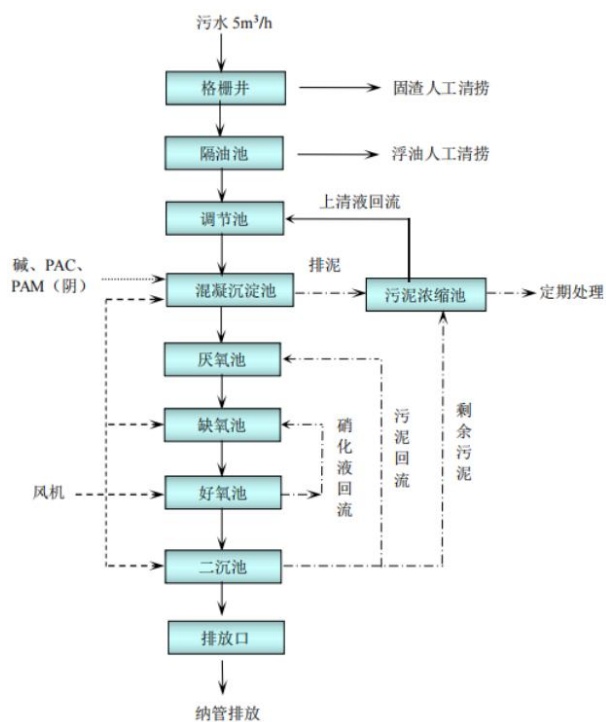 污水 5m³/h
格栅井
固渣人工清捞
隔油池
浮油人工清捞
上清液回流
调节池
碱、PAC、
PAM（阴）
排泥
混凝沉淀池
污泥浓缩池
定期处理
厌氧池
缺氧池
硝化液回流
污泥回流
剩余污泥
风机
好氧池
二沉池
排放口
纳管排放